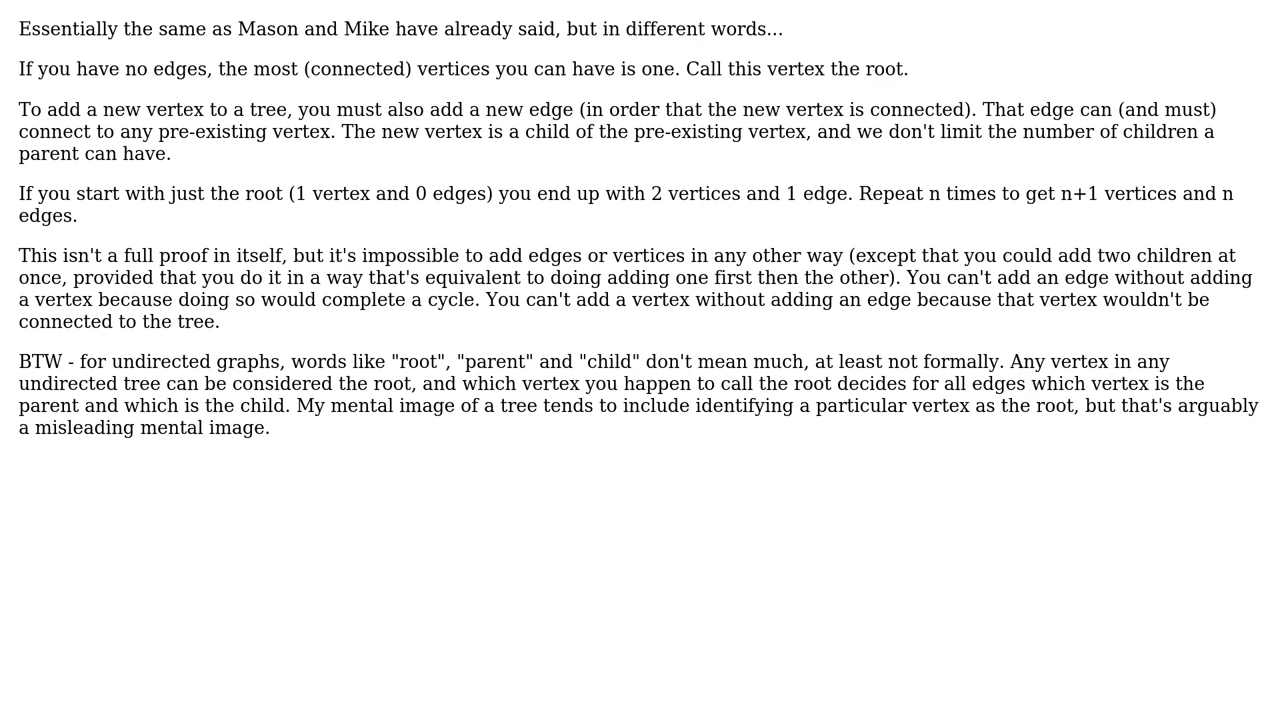 Essentially the same as Mason and Mike have already said, but in different words...
If you have no edges, the most (connected) vertices you can have is one. Call this vertex the root.
To add a new vertex to a tree, you must also add a new edge (in order that the new vertex is connected). That edge can (and must)
connect to any pre-existing vertex. The new vertex is a child of the pre-existing vertex, and we don't limit the number of children a
parent can have.
If you start with just the root (1 vertex and 0 edges) you end up with 2 vertices and 1 edge. Repeat n times to get n+1 vertices and n
edges.
This isn't a full proof in itself, but it's impossible to add edges or vertices in any other way (except that you could add two children at
once, provided that you do it in a way that's equivalent to doing adding one first then the other). You can't add an edge without adding
a vertex because doing so would complete a cycle. You can't add a vertex without adding an edge because that vertex wouldn't be
connected to the tree.
BTW - for undirected graphs, words like "root", "parent" and "child" don't mean much, at least not formally. Any vertex in any
undirected tree can be considered the root, and which vertex you happen to call the root decides for all edges which vertex is the
parent and which is the child. My mental image of a tree tends to include identifying a particular vertex as the root, but that's arguably
a misleading mental image.